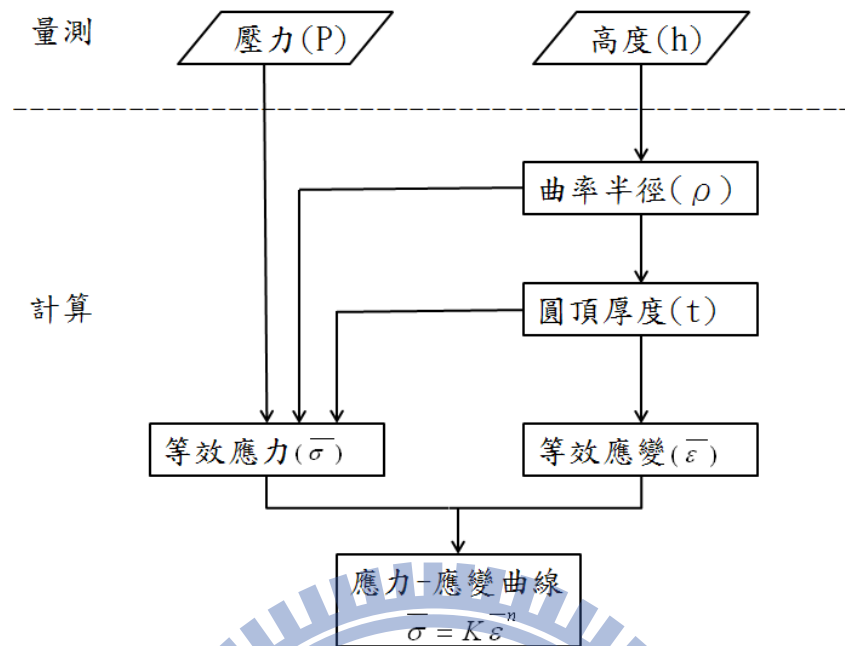 量測
壓力(P)
高度(h)
曲率半徑(ρ)
計算
圓頂厚度(t)
等效應力(σ̅)
等效應變(ε̅)
應力-應變曲線
σ̅ = K ε̅ⁿ